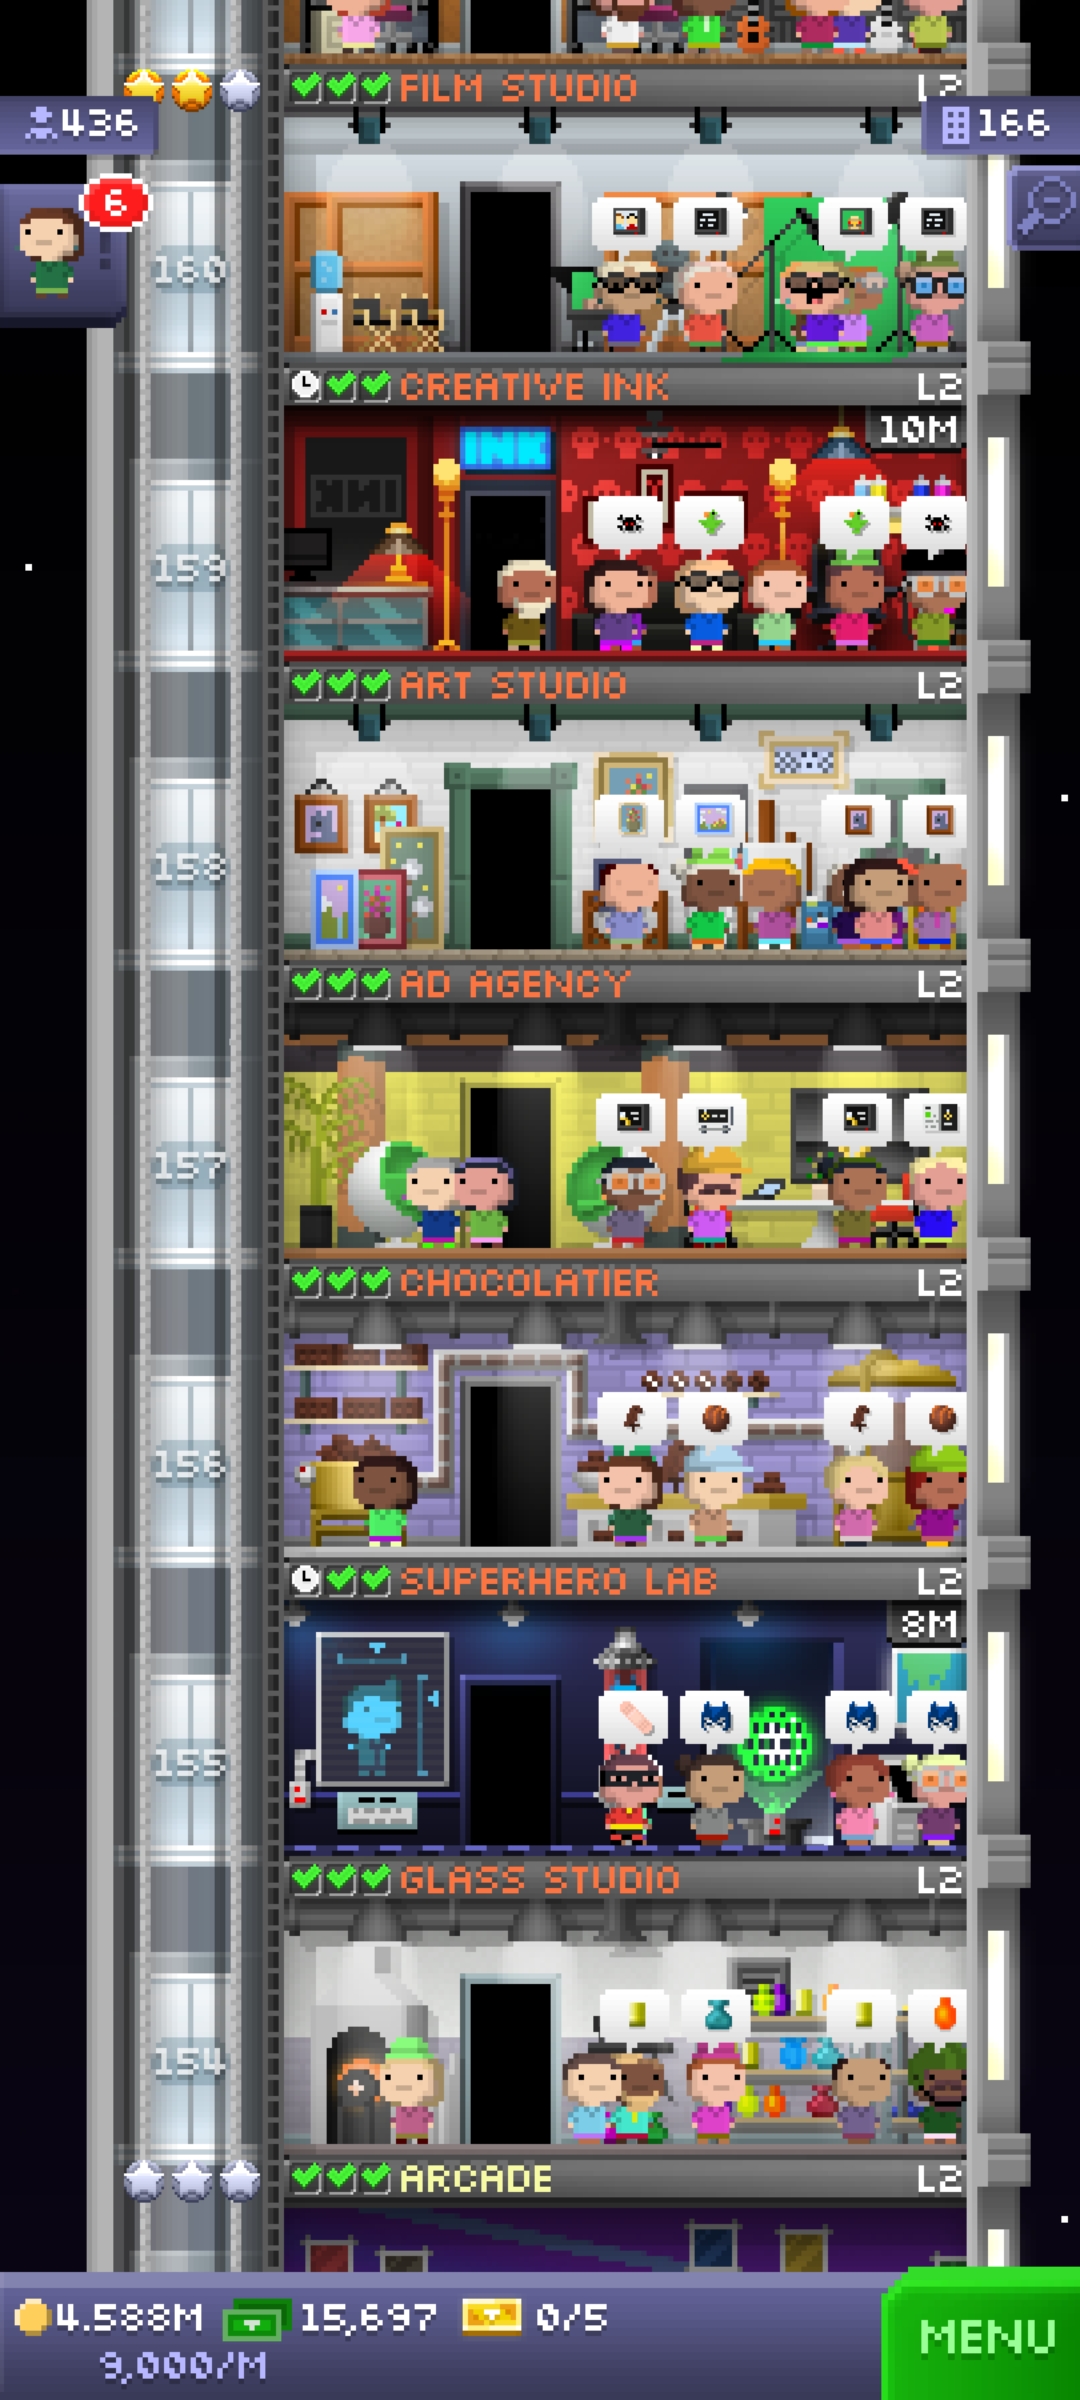 FILM STUDIO L2
436
166
6
160
CREATIVE INK L2
10M
INK
159
ART STUDIO L2
158
AD AGENCY L2
157
CHOCOLATIER L2
156
SUPERHERO LAB L2
8M
155
GLASS STUDIO L2
154
ARCADE L2
4.588M 15,697 0/5
9,000/M
MENU